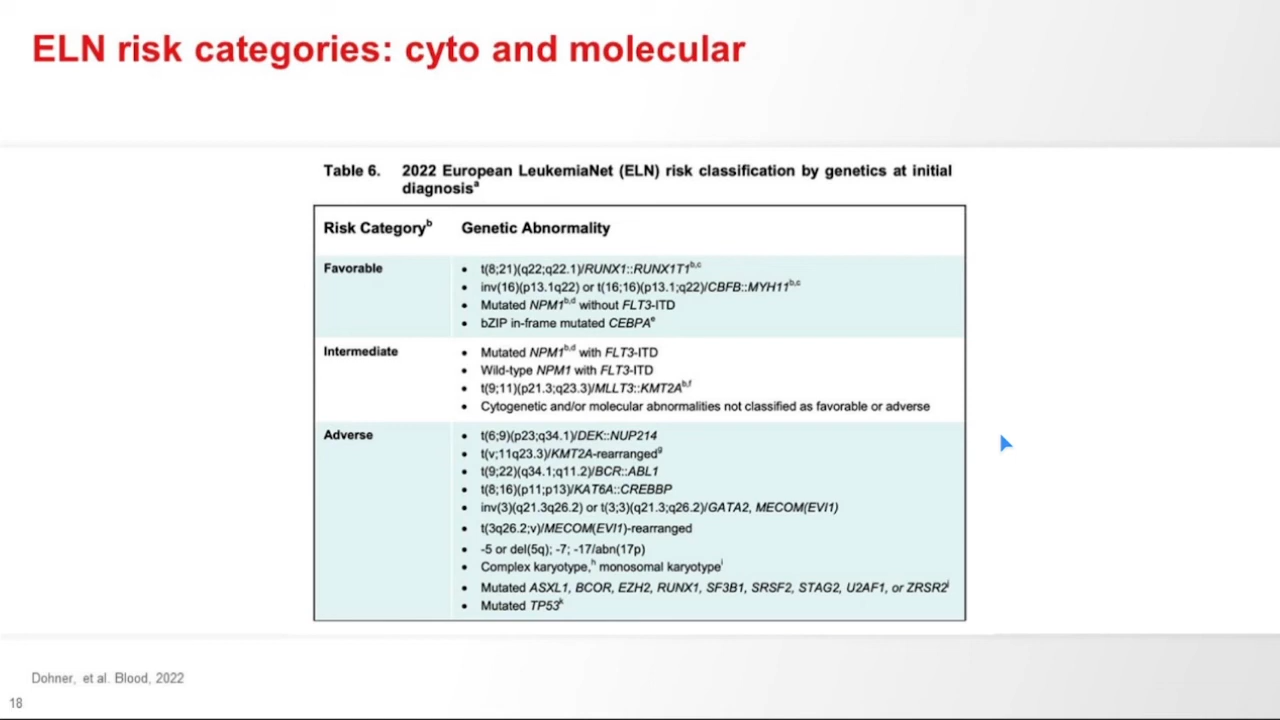 ELN risk categories: cyto and molecular
Table 6. 2022 European LeukemiaNet (ELN) risk classification by genetics at initial
diagnosisᵃ
Risk Categoryᵇ Genetic Abnormality
Favorable
• t(8;21)(q22;q22.1)/RUNX1::RUNX1T1ᵇ,ᶜ
• inv(16)(p13.1q22) or t(16;16)(p13.1;q22)/CBFB::MYH11ᵇ,ᶜ
• Mutated NPM1ᵇ,ᵈ without FLT3-ITD
• bZIP in-frame mutated CEBPAᵉ
Intermediate
• Mutated NPM1ᵇ,ᵈ with FLT3-ITD
• Wild-type NPM1 with FLT3-ITD
• t(9;11)(p21.3;q23.3)/MLLT3::KMT2Aᵇ,ᶠ
• Cytogenetic and/or molecular abnormalities not classified as favorable or adverse
Adverse
• t(6;9)(p23;q34.1)/DEK::NUP214
• t(v;11q23.3)/KMT2A-rearrangedᵍ
• t(9;22)(q34.1;q11.2)/BCR::ABL1
• t(8;16)(p11;p13)/KAT6A::CREBBP
• inv(3)(q21.3q26.2) or t(3;3)(q21.3;q26.2)/GATA2, MECOM(EVI1)
• t(3q26.2;v)/MECOM(EVI1)-rearranged
• -5 or del(5q); -7; -17/abn(17p)
• Complex karyotype,ʰ monosomal karyotypeⁱ
• Mutated ASXL1, BCOR, EZH2, RUNX1, SF3B1, SRSF2, STAG2, U2AF1, or ZRSR2ʲ
• Mutated TP53ᵏ
Dohner, et al. Blood, 2022
18